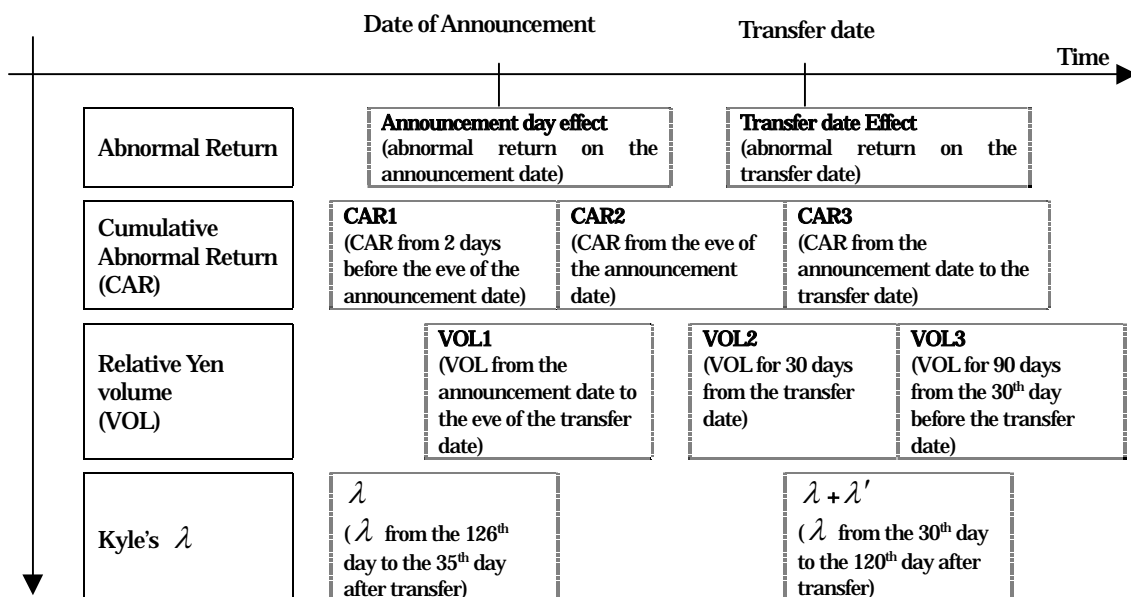 Date of Announcement
Transfer date
Time
Abnormal Return
Announcement day effect
(abnormal return on the
announcement date)
Transfer date Effect
(abnormal return on the
transfer date)
Cumulative
Abnormal Return
(CAR)
CAR1
(CAR from 2 days
before the eve of the
announcement date)
CAR2
(CAR from the eve of
the announcement
date)
CAR3
(CAR from the
announcement date to the
transfer date)
Relative Yen
volume
(VOL)
VOL1
(VOL from the
announcement date to
the eve of the transfer
date)
VOL2
(VOL for 30 days
from the transfer
date)
VOL3
(VOL for 90 days
from the 30th day
before the transfer
date)
Kyle's λ
λ
(λ from the 126th
day to the 35th day
after transfer)
λ + λ′
(λ from the 30th day
to the 120th day after
transfer)